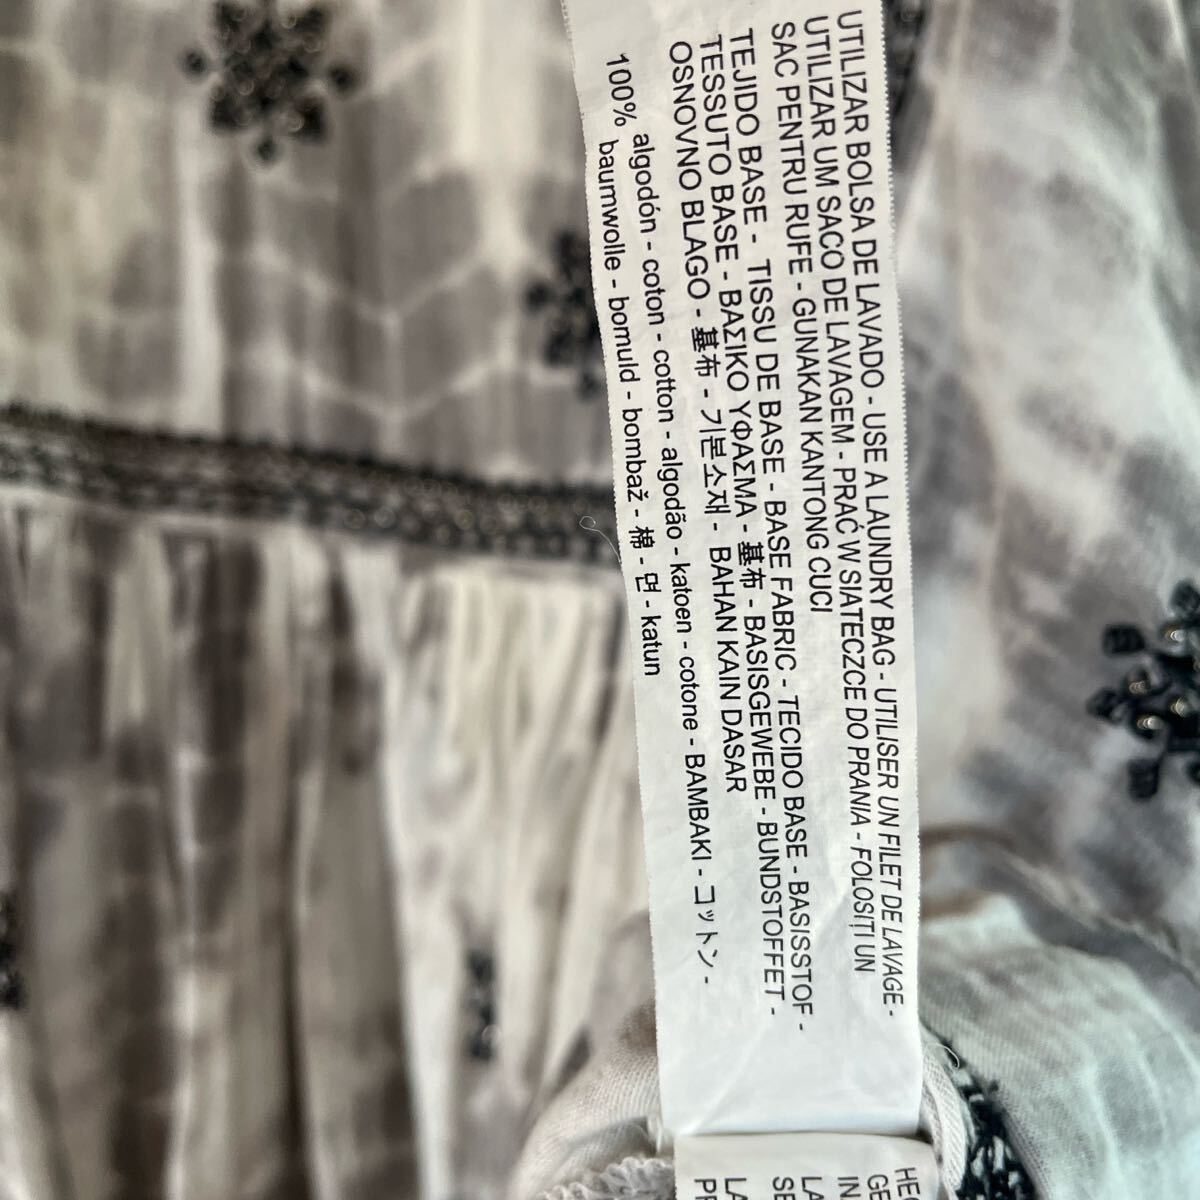 UTILIZAR BOLSA DE LAVADO - USE A LAUNDRY BAG - UTILISER UN FILET DE LAVAGE -
UTILIZAR UM SACO DE LAVAGEM - PRAĆ W SIATECZCE DO PRANIA - FOLOSIȚI UN
SAC PENTRU RUFE - GUNAKAN KANTONG CUCI
TEJIDO BASE - TISSU DE BASE - BASE FABRIC - TECIDO BASE - BASISSTOF -
TESSUTO BASE - ΒΑΣΙΚΟ ΥΦΑΣΜΑ - 基布 - BASISGEWEBE - BUNDSTOFFET -
OSNOVNO BLAGO - 基布 - 기본소재 - BAHAN KAIN DASAR
100% algodón - coton - cotton - algodão - katoen - cotone - ΒΑΜΒΑΚΙ - コットン -
baumwolle - bomuld - bombaž - 棉 - 면 - katun